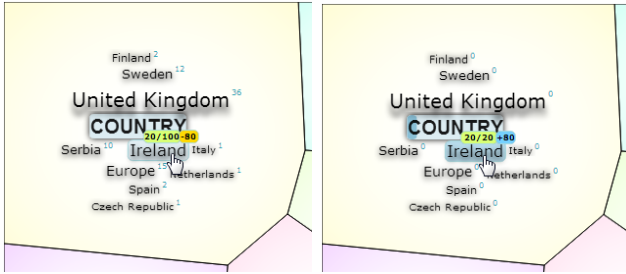 Finland 2
Sweden 12
United Kingdom 36
COUNTRY
20/100 -80
Serbia 10 Ireland Italy 1
Europe 15 Netherlands 1
Spain 2
Czech Republic 1
Finland 0
Sweden 0
United Kingdom 0
COUNTRY
20/20 +80
Serbia 0 Ireland Italy 0
Europe 0 Netherlands 0
Spain 0
Czech Republic 0